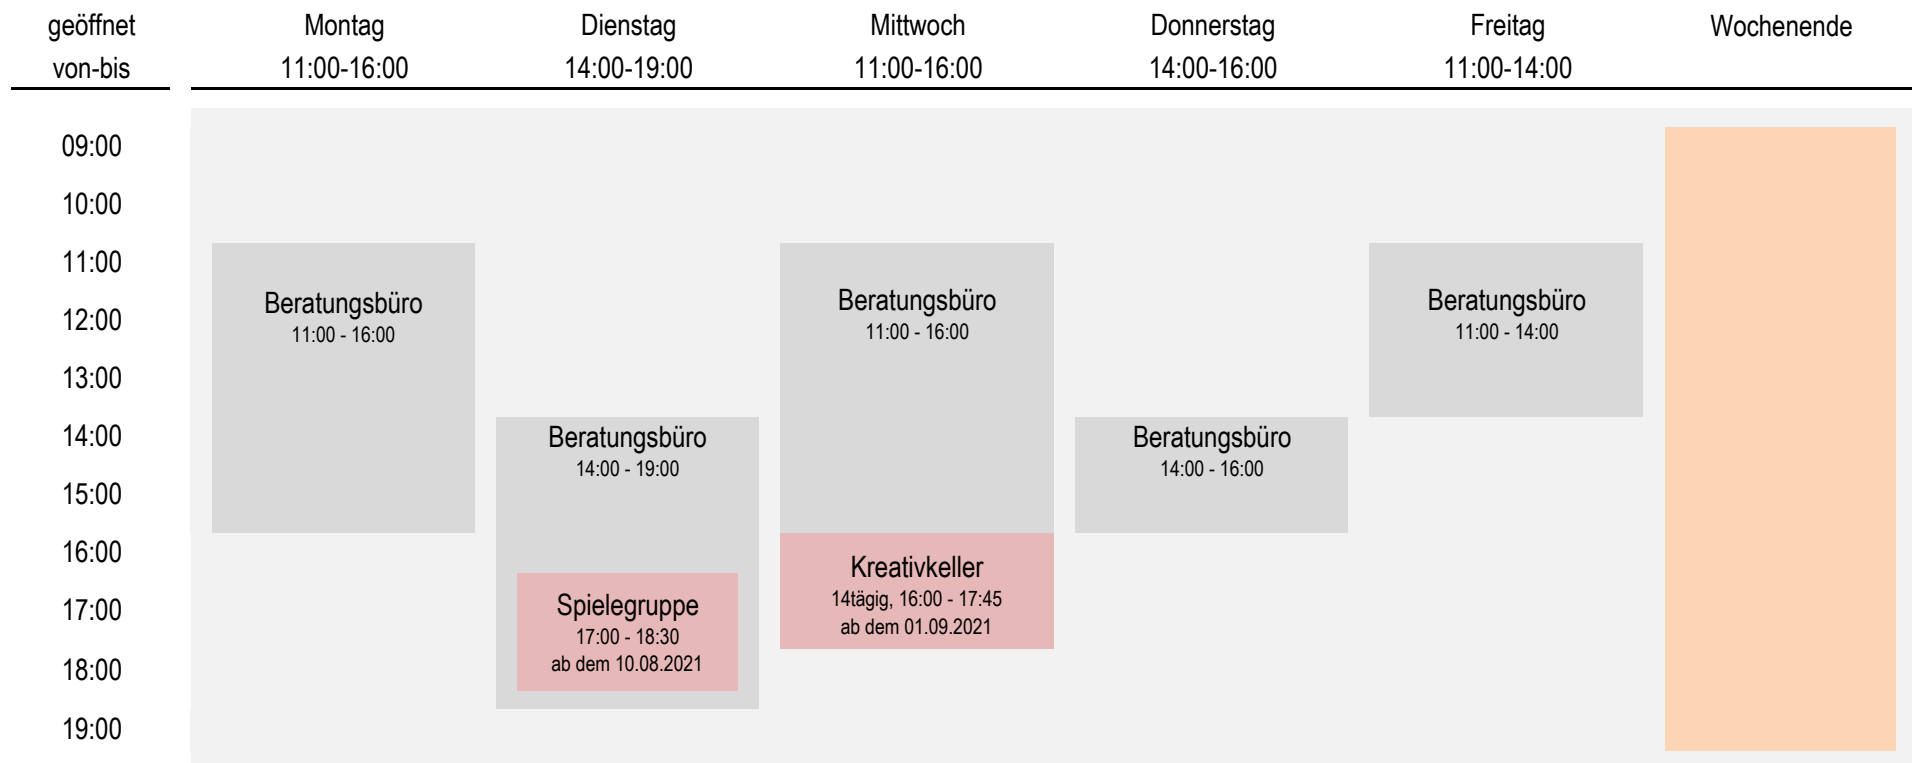 geöffnet
von-bis
Montag
11:00-16:00
Dienstag
14:00-19:00
Mittwoch
11:00-16:00
Donnerstag
14:00-16:00
Freitag
11:00-14:00
Wochenende
09:00
10:00
11:00
12:00
13:00
14:00
15:00
16:00
17:00
18:00
19:00
Beratungsbüro
11:00 - 16:00
Beratungsbüro
14:00 - 19:00
Spielegruppe
17:00 - 18:30
ab dem 10.08.2021
Beratungsbüro
11:00 - 16:00
Kreativkeller
14tägig, 16:00 - 17:45
ab dem 01.09.2021
Beratungsbüro
14:00 - 16:00
Beratungsbüro
11:00 - 14:00